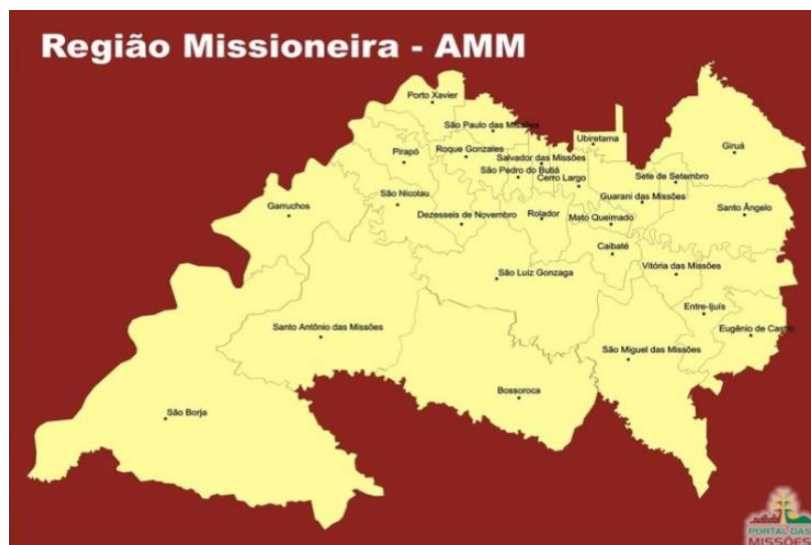 Região Missioneira - AMM
Porto Xavier
São Paulo das Missões
Ubiretama
Giruá
Pirapó
Roque Gonzales
Salvador das Missões
São Pedro do Butiá
Cerro Largo
Sete de Setembro
São Nicolau
Guarani das Missões
Garruchos
Dezesseis de Novembro
Rolador
Mato Queimado
Santo Ângelo
Caibaté
São Luiz Gonzaga
Vitória das Missões
Entre-Ijuís
Santo Antônio das Missões
Eugênio de Castro
São Miguel das Missões
Bossoroca
São Borja
PORTAL DAS
MISSÕES